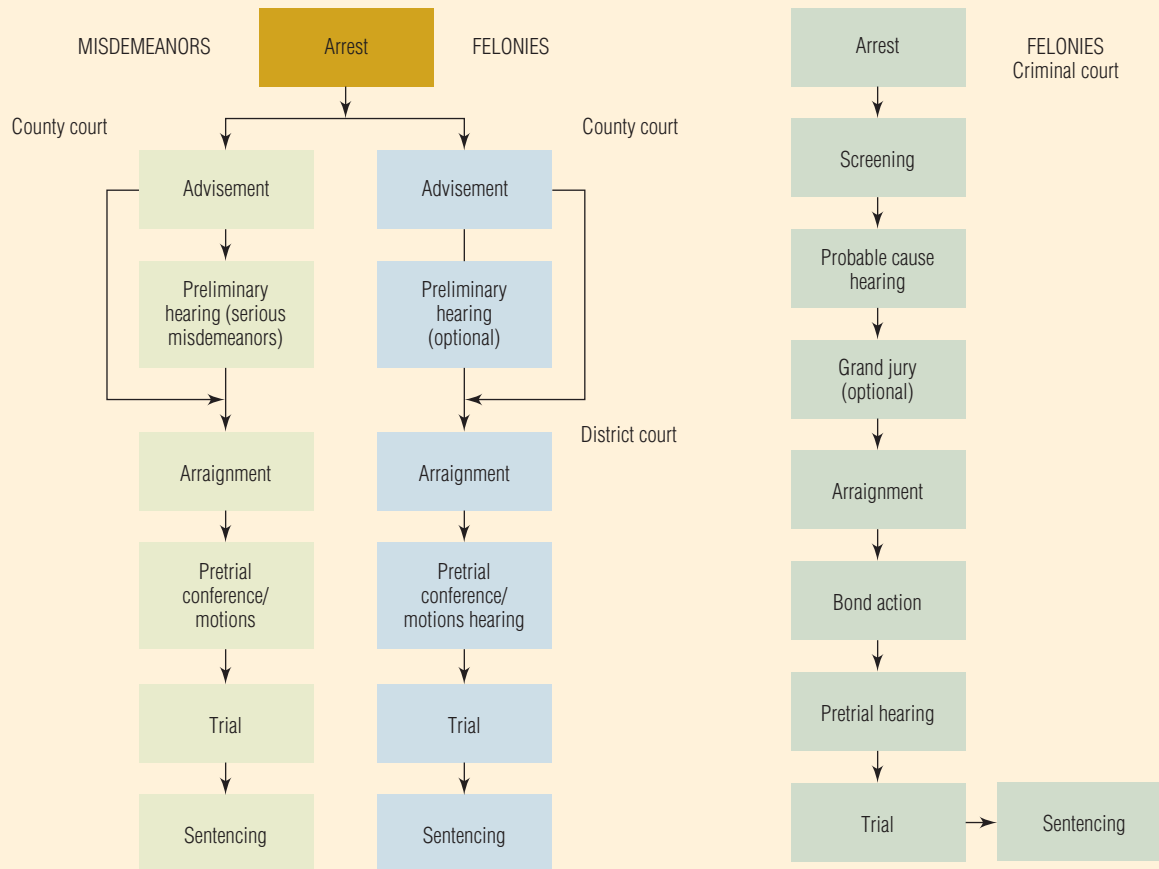 MISDEMEANORS
Arrest
FELONIES
County court
County court
Advisement
Preliminary
hearing (serious
misdemeanors)
Arraignment
Pretrial
conference/
motions
Trial
Sentencing
Advisement
Preliminary
hearing
(optional)
District court
Arraignment
Pretrial
conference/
motions hearing
Trial
Sentencing
Arrest
FELONIES
Criminal court
Screening
Probable cause
hearing
Grand jury
(optional)
Arraignment
Bond action
Pretrial hearing
Trial
Sentencing